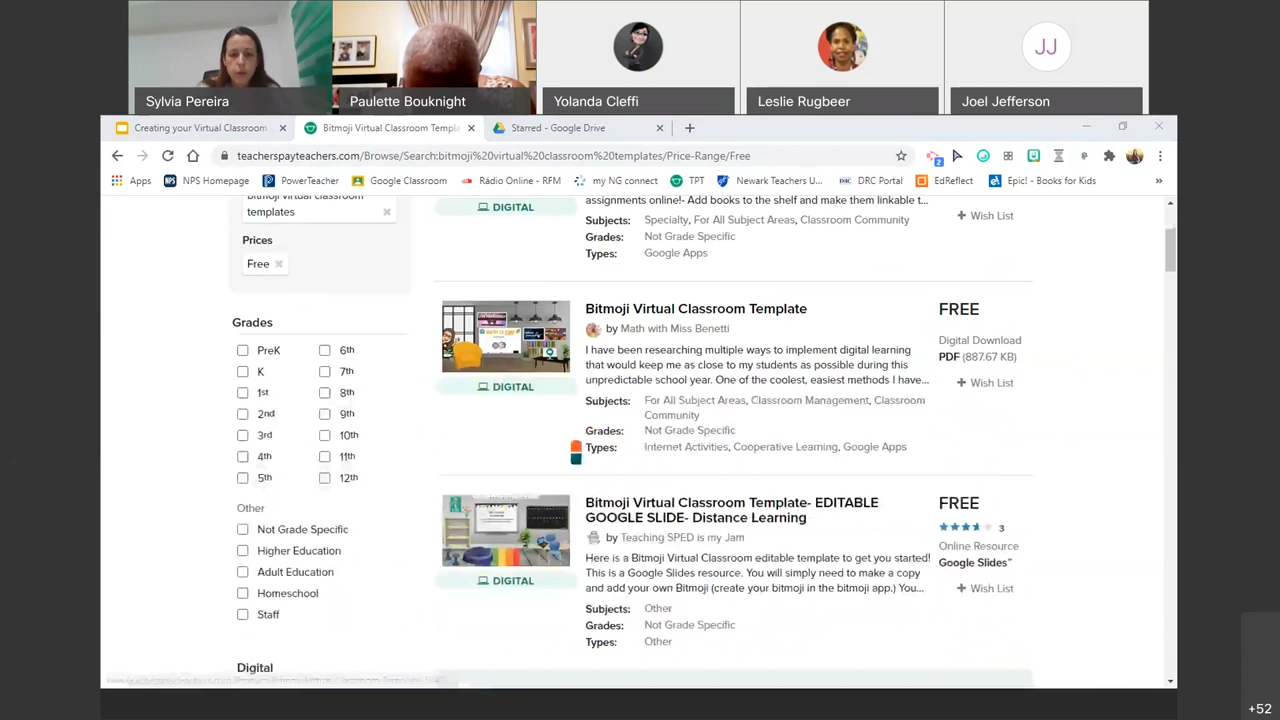 Sylvia Pereira
Paulette Bouknight
Yolanda Cleffi
Leslie Rugbeer
JJ
Joel Jefferson
Creating your Virtual Classroom
Bitmoji Virtual Classroom Templa
Starred - Google Drive
teacherspayteachers.com/Browse/Search:bitmoji%20virtual%20classroom%20templates/Price-Range/Free
2
Apps
NPS Homepage
PowerTeacher
Google Classroom
Rádio Online - RFM
my NG connect
TPT
Newark Teachers U...
DRC Portal
EdReflect
Epic! - Books for Kids
»
bitmoji virtual classroom
templates
Prices
Free
Grades
PreK
6th
K
7th
1st
8th
2nd
9th
3rd
10th
4th
11th
5th
12th
Other
Not Grade Specific
Higher Education
Adult Education
Homeschool
Staff
Digital
DIGITAL
assignments online!- Add books to the shelf and make them linkable t...
Subjects: Specialty, For All Subject Areas, Classroom Community
Grades: Not Grade Specific
Types: Google Apps
+ Wish List
DIGITAL
Bitmoji Virtual Classroom Template
by Math with Miss Benetti
I have been researching multiple ways to implement digital learning
that would keep me as close to my students as possible during this
unpredictable school year. One of the coolest, easiest methods I have...
Subjects: For All Subject Areas, Classroom Management, Classroom
Community
Grades: Not Grade Specific
Types: Internet Activities, Cooperative Learning, Google Apps
FREE
Digital Download
PDF (887.67 KB)
+ Wish List
DIGITAL
Bitmoji Virtual Classroom Template- EDITABLE
GOOGLE SLIDE- Distance Learning
by Teaching SPED is my Jam
Here is a Bitmoji Virtual Classroom editable template to get you started!
This is a Google Slides resource. You will simply need to make a copy
and add your own Bitmoji (create your bitmoji in the bitmoji app.) You...
Subjects: Other
Grades: Not Grade Specific
Types: Other
FREE
3
Online Resource
Google Slides™
+ Wish List
+52